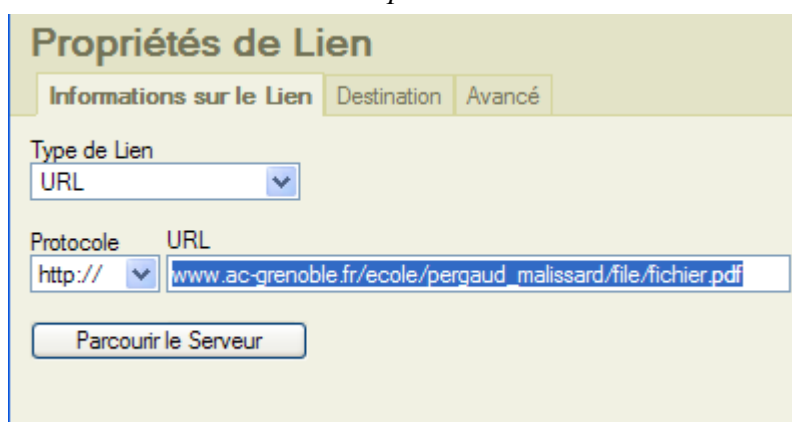 Propriétés de Lien
Informations sur le Lien Destination Avancé
Type de Lien
URL
Protocole URL
http:// www.ac-grenoble.fr/ecole/pergaud_malissard/file/fichier.pdf
Parcourir le Serveur